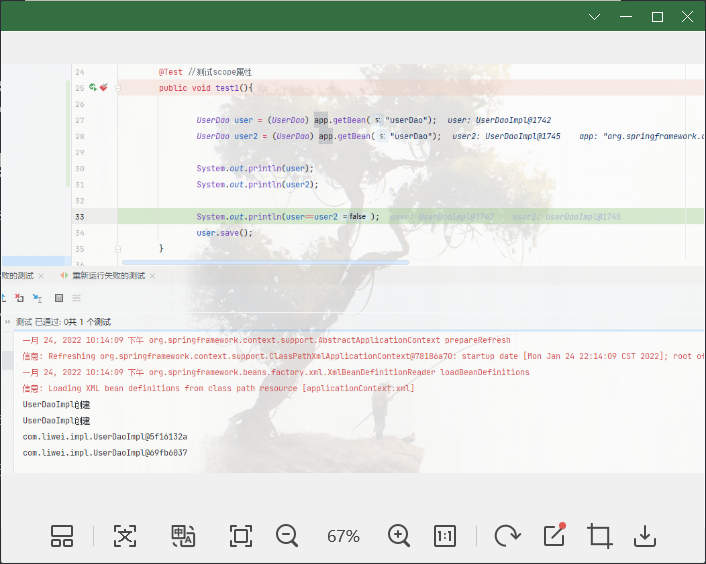 24 @Test //测试scope属性
25 public void test1(){
26
27 UserDao user = (UserDao) app.getBean( s: "userDao"); user: UserDaoImpl@1742
28 UserDao user2 = (UserDao) app.getBean( s: "userDao"); user2: UserDaoImpl@1745 app: "org.springframework.c
29
30 System.out.println(user);
31 System.out.println(user2);
32
33 System.out.println(user==user2 =false ); user: UserDaoImpl@1742 user2: UserDaoImpl@1745
34 user.save();
35 }
36
败的测试 × 重新运行失败的测试 ×
» 测试 已通过: 0共 1 个测试
一月 24, 2022 10:14:09 下午 org.springframework.context.support.AbstractApplicationContext prepareRefresh
信息: Refreshing org.springframework.context.support.ClassPathXmlApplicationContext@7818ea70: startup date [Mon Jan 24 22:14:09 CST 2022]; root of
一月 24, 2022 10:14:09 下午 org.springframework.beans.factory.xml.XmlBeanDefinitionReader loadBeanDefinitions
信息: Loading XML bean definitions from class path resource [applicationContext.xml]
UserDaoImpl创建
UserDaoImpl创建
com.liwei.impl.UserDaoImpl@5f16132a
com.liwei.impl.UserDaoImpl@69fb6037
67% 1:1